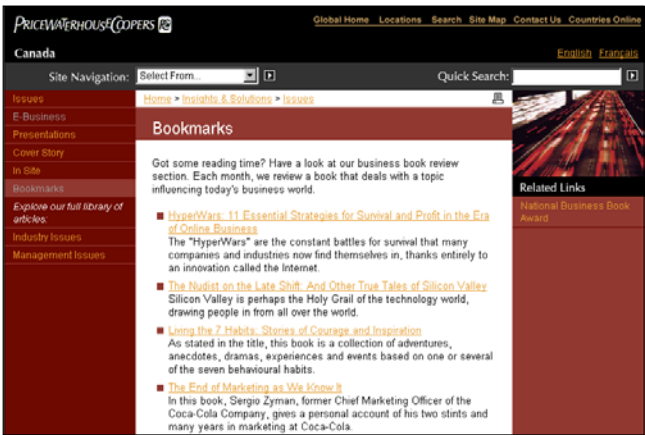 PRICEWATERHOUSECOOPERS PwC
Global Home Locations Search Site Map Contact Us Countries Online
Canada
English Français
Site Navigation: Select From... Quick Search:
Issues
E-Business
Presentations
Cover Story
In Site
Bookmarks
Explore our full library of
articles:
Industry Issues
Management Issues
Home > Insights & Solutions > Issues
Bookmarks
Got some reading time? Have a look at our business book review
section. Each month, we review a book that deals with a topic
influencing today's business world.
HyperWars: 11 Essential Strategies for Survival and Profit in the Era
of Online Business
The "HyperWars" are the constant battles for survival that many
companies and industries now find themselves in, thanks entirely to
an innovation called the Internet.
The Nudist on the Late Shift: And Other True Tales of Silicon Valley
Silicon Valley is perhaps the Holy Grail of the technology world,
drawing people in from all over the world.
Living the 7 Habits: Stories of Courage and Inspiration
As stated in the title, this book is a collection of adventures,
anecdotes, dramas, experiences and events based on one or several
of the seven behavioural habits.
The End of Marketing as We Know It
In this book, Sergio Zyman, former Chief Marketing Officer of the
Coca-Cola Company, gives a personal account of his two stints and
many years in marketing at Coca-Cola.
Related Links
National Business Book
Award